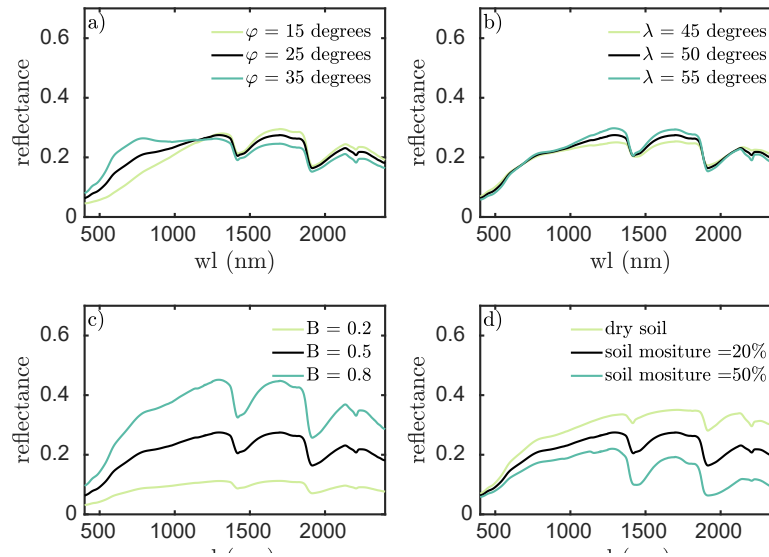 a)
0.6
0.4
0.2
0
reflectance
φ = 15 degrees
φ = 25 degrees
φ = 35 degrees
500 1000 1500 2000
wl (nm)
b)
0.6
0.4
0.2
0
reflectance
λ = 45 degrees
λ = 50 degrees
λ = 55 degrees
500 1000 1500 2000
wl (nm)
c)
0.6
0.4
0.2
0
reflectance
B = 0.2
B = 0.5
B = 0.8
500 1000 1500 2000
wl (nm)
d)
0.6
0.4
0.2
0
reflectance
dry soil
soil mositure =20%
soil mositure =50%
500 1000 1500 2000
wl (nm)